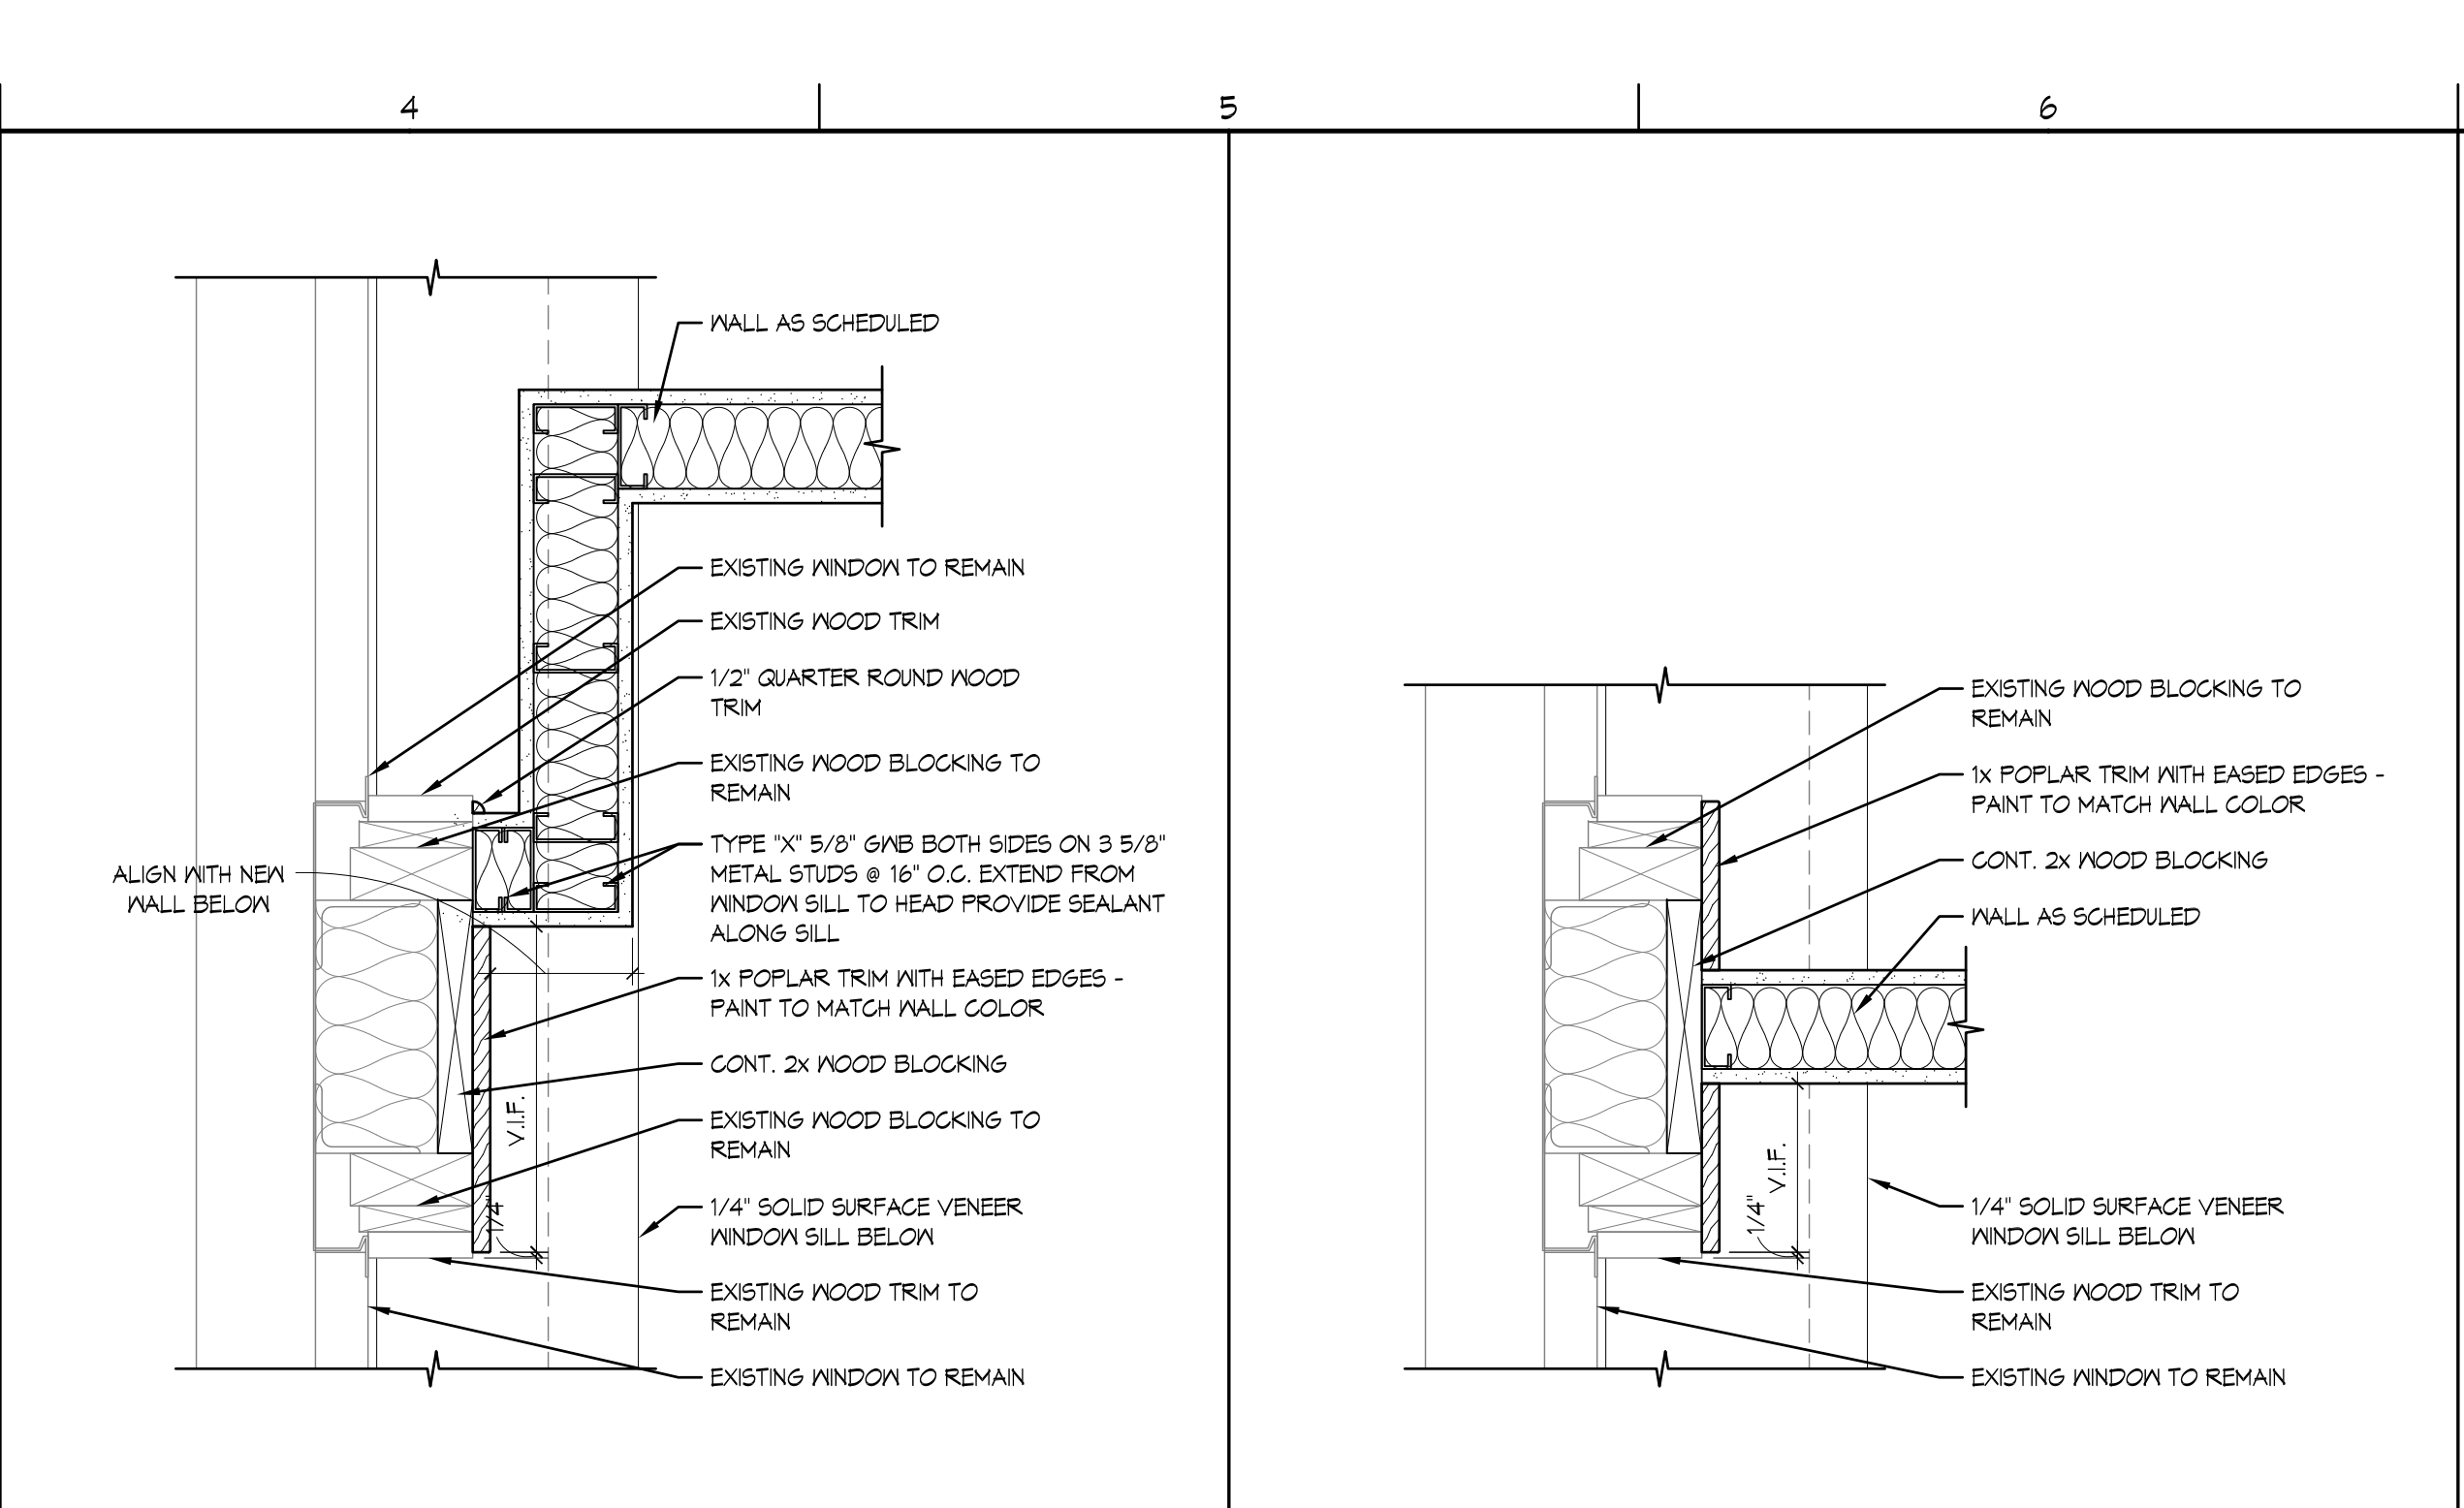 4
5
6
WALL AS SCHEDULED
EXISTING WINDOW TO REMAIN
EXISTING WOOD TRIM
1/2" QUARTER ROUND WOOD
TRIM
EXISTING WOOD BLOCKING TO
REMAIN
TYPE "X" 5/8" GWB BOTH SIDES ON 3 5/8"
METAL STUDS @ 16" O.C. EXTEND FROM
WINDOW SILL TO HEAD PROVIDE SEALANT
ALONG SILL
ALIGN WITH NEW
WALL BELOW
1x POPLAR TRIM WITH EASED EDGES -
PAINT TO MATCH WALL COLOR
CONT. 2x WOOD BLOCKING
V.I.F.
EXISTING WOOD BLOCKING TO
REMAIN
1/4"
1/4" SOLID SURFACE VENEER
WINDOW SILL BELOW
EXISTING WOOD TRIM TO
REMAIN
EXISTING WINDOW TO REMAIN
EXISTING WOOD BLOCKING TO
REMAIN
1x POPLAR TRIM WITH EASED EDGES -
PAINT TO MATCH WALL COLOR
CONT. 2x WOOD BLOCKING
WALL AS SCHEDULED
V.I.F.
1/4"
1/4" SOLID SURFACE VENEER
WINDOW SILL BELOW
EXISTING WOOD TRIM TO
REMAIN
EXISTING WINDOW TO REMAIN